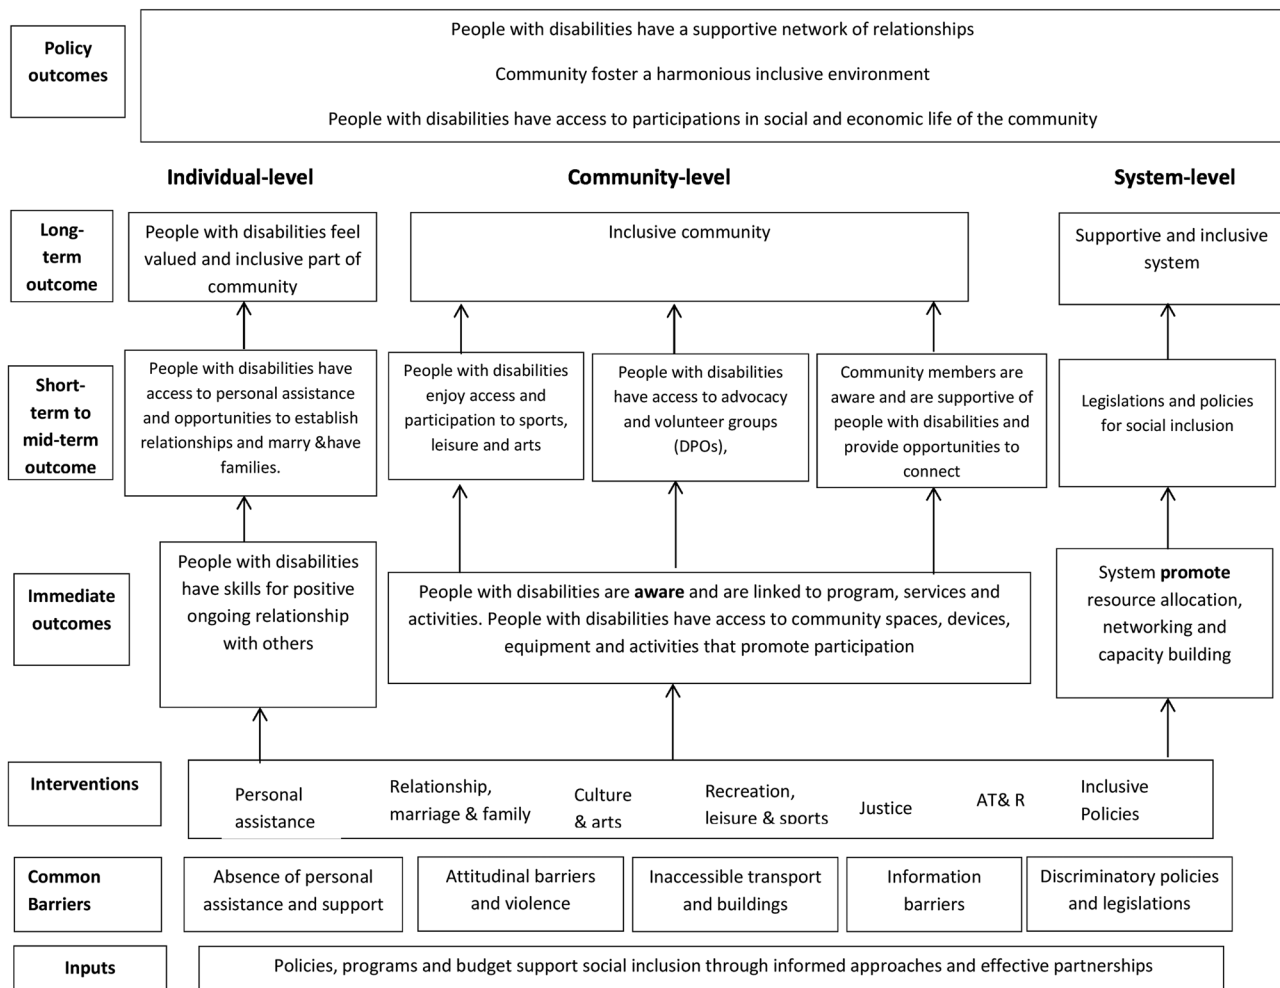 Policy
outcomes
People with disabilities have a supportive network of relationships
Community foster a harmonious inclusive environment
People with disabilities have access to participations in social and economic life of the community
Individual-level
Community-level
System-level
Long-
term
outcome
People with disabilities feel
valued and inclusive part of
community
Inclusive community
Supportive and inclusive
system
Short-
term to
mid-term
outcome
People with disabilities have
access to personal assistance
and opportunities to establish
relationships and marry &have
families.
People with disabilities
enjoy access and
participation to sports,
leisure and arts
People with disabilities
have access to advocacy
and volunteer groups
(DPOs),
Community members are
aware and are supportive of
people with disabilities and
provide opportunities to
connect
Legislations and policies
for social inclusion
Immediate
outcomes
People with disabilities
have skills for positive
ongoing relationship
with others
People with disabilities are aware and are linked to program, services and
activities. People with disabilities have access to community spaces, devices,
equipment and activities that promote participation
System promote
resource allocation,
networking and
capacity building
Interventions
Personal
assistance
Relationship,
marriage & family
Culture
& arts
Recreation,
leisure & sports
Justice
AT& R
Inclusive
Policies
Common
Barriers
Absence of personal
assistance and support
Attitudinal barriers
and violence
Inaccessible transport
and buildings
Information
barriers
Discriminatory policies
and legislations
Inputs
Policies, programs and budget support social inclusion through informed approaches and effective partnerships